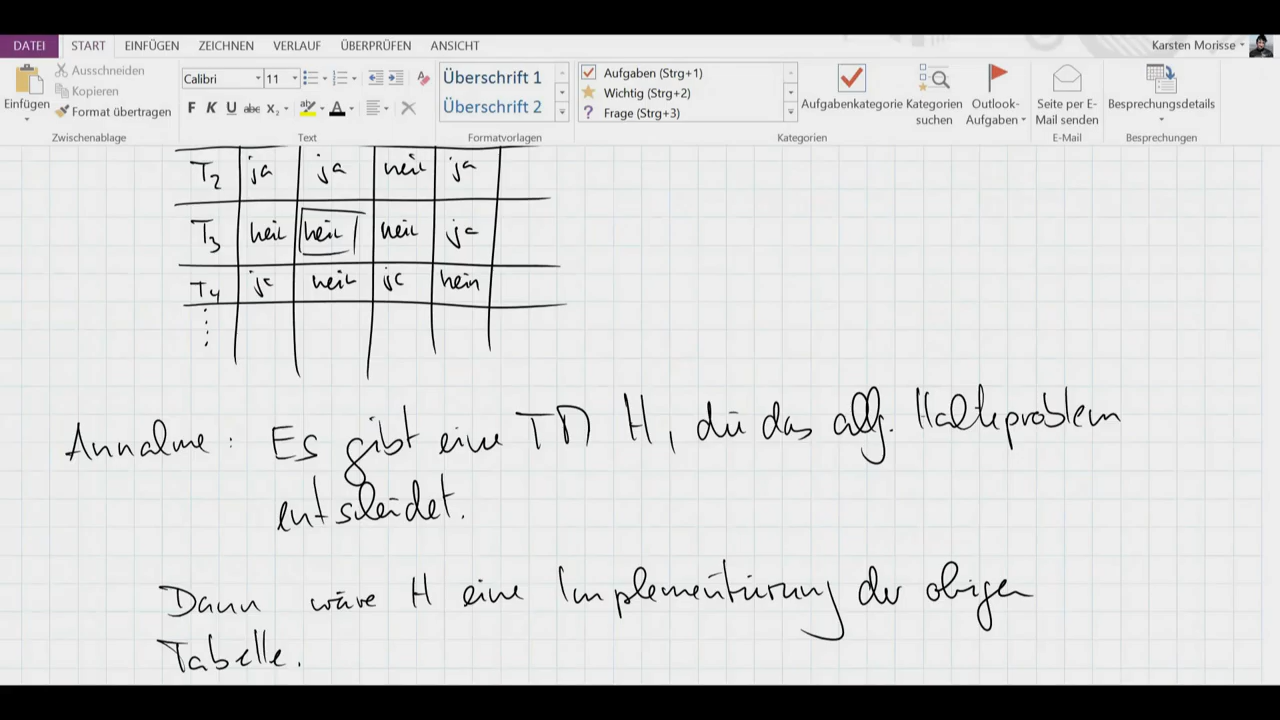 DATEI START EINFÜGEN ZEICHNEN VERLAUF ÜBERPRÜFEN ANSICHT Karsten Morisse
Einfügen
Ausschneiden
Kopieren
Format übertragen
Zwischenablage
Calibri 11
F K U abc X₂ A
Text
Überschrift 1
Überschrift 2
Formatvorlagen
Aufgaben (Strg+1)
Wichtig (Strg+2)
? Frage (Strg+3)
Aufgabenkategorie
Kategorien suchen
Outlook-Aufgaben
Kategorien
Seite per E-Mail senden
E-Mail
Besprechungsdetails
Besprechungen
T₂ ja ja nein ja
T₃ nein nein nein ja
T₄ ja nein ja nein
Annahme: Es gibt eine TM H, die das allg. Halteproblem
entscheidet.
Dann wäre H eine Implementierung der obigen
Tabelle.